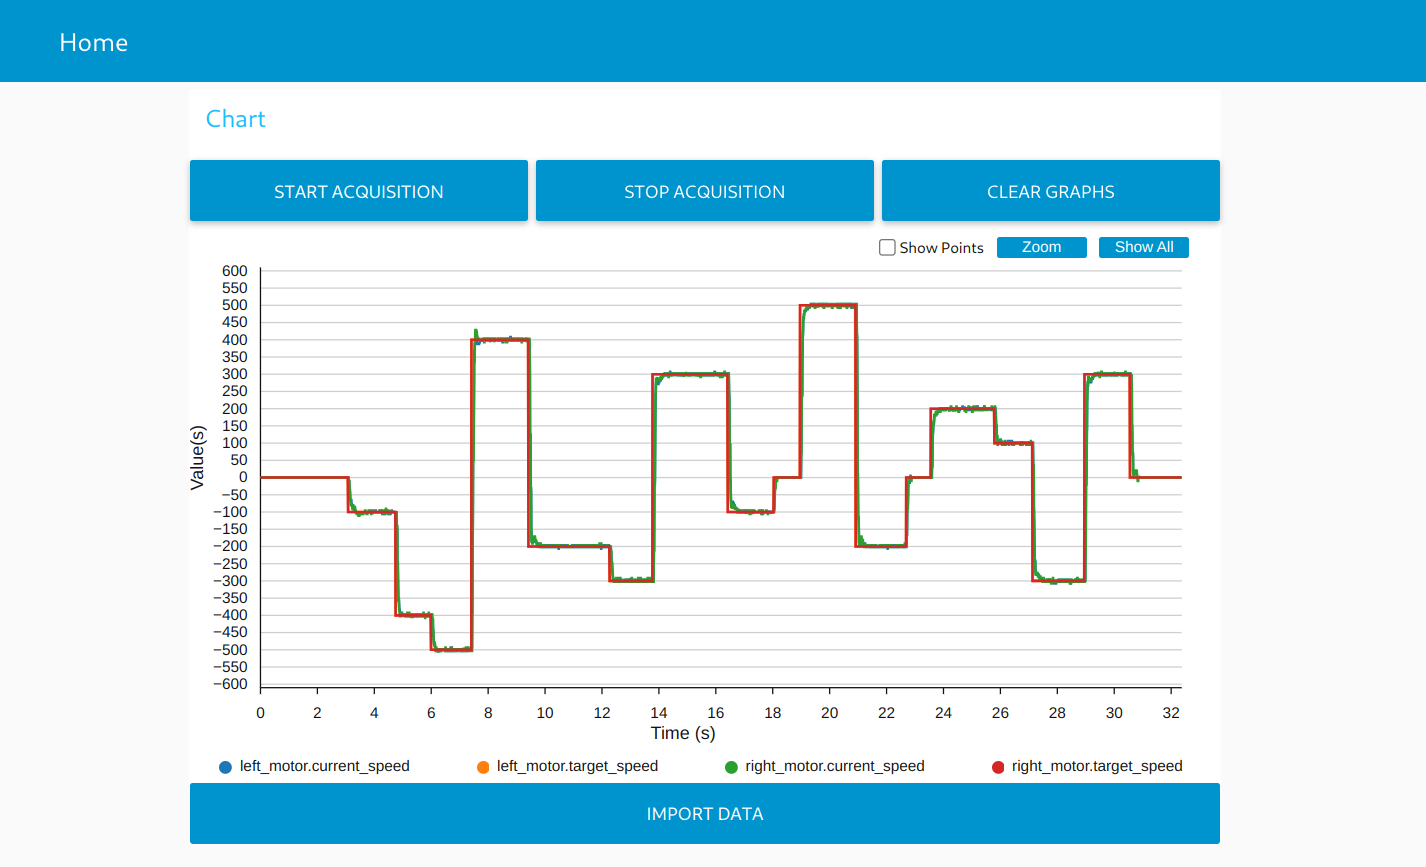 Home
Chart
START ACQUISITION
STOP ACQUISITION
CLEAR GRAPHS
Show Points
Zoom
Show All
600
550
500
450
400
350
300
250
200
150
100
50
0
−50
−100
−150
−200
−250
−300
−350
−400
−450
−500
−550
−600
Value(s)
0 2 4 6 8 10 12 14 16 18 20 22 24 26 28 30 32
Time (s)
left_motor.current_speed
left_motor.target_speed
right_motor.current_speed
right_motor.target_speed
IMPORT DATA